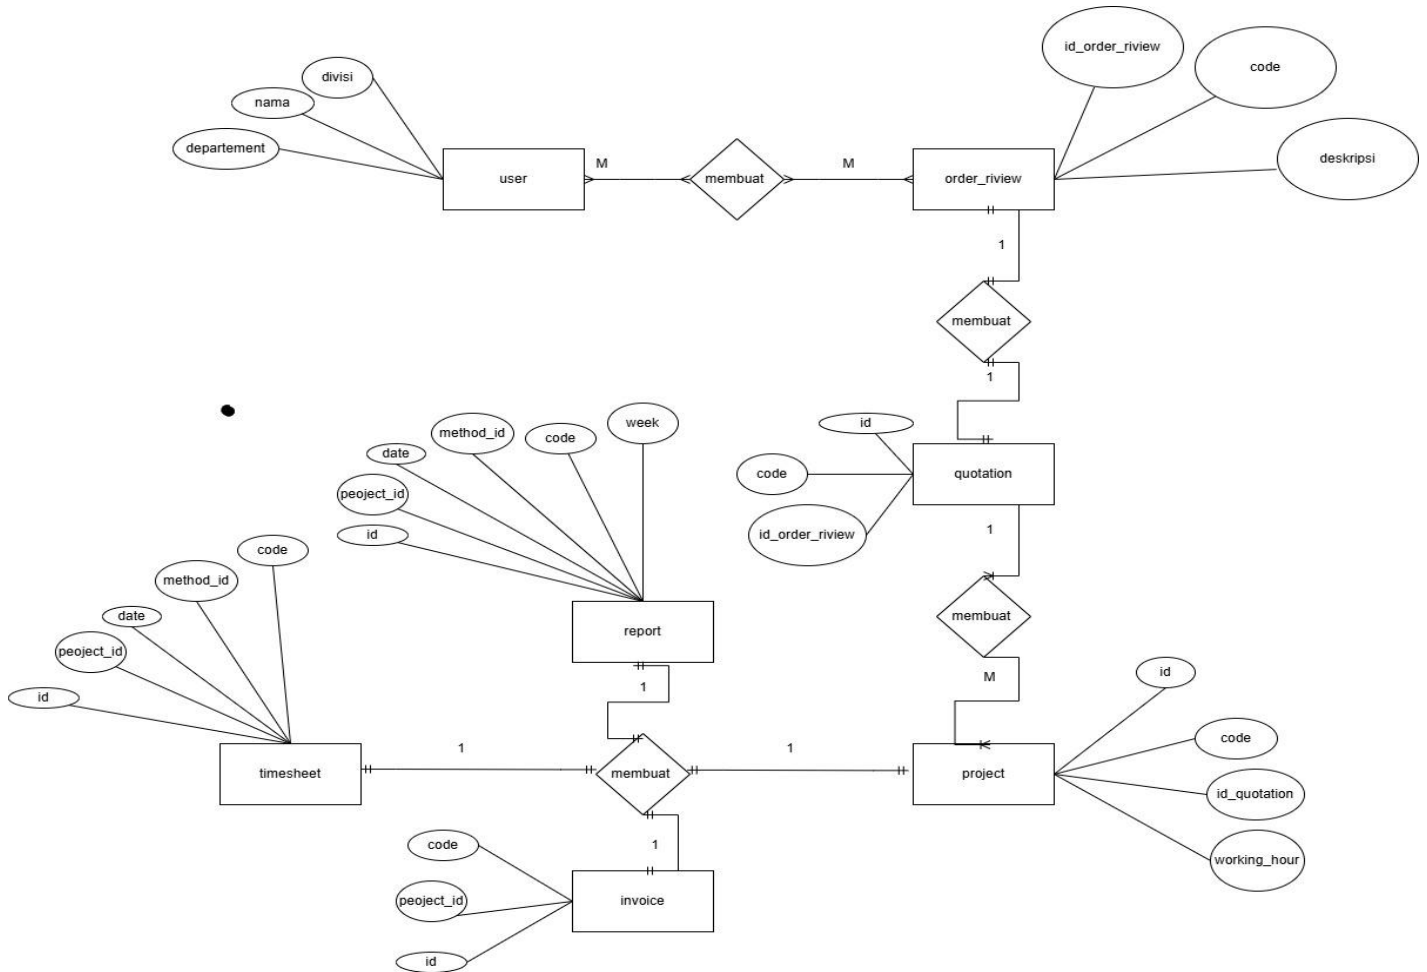 id_order_riview
code
divisi
nama
departement
deskripsi
user
M
membuat
M
order_riview
1
membuat
1
id
code
quotation
id_order_riview
1
membuat
M
week
method_id
code
date
peoject_id
id
report
1
code
method_id
date
peoject_id
id
timesheet
1
membuat
1
project
id
code
id_quotation
working_hour
1
code
peoject_id
invoice
id